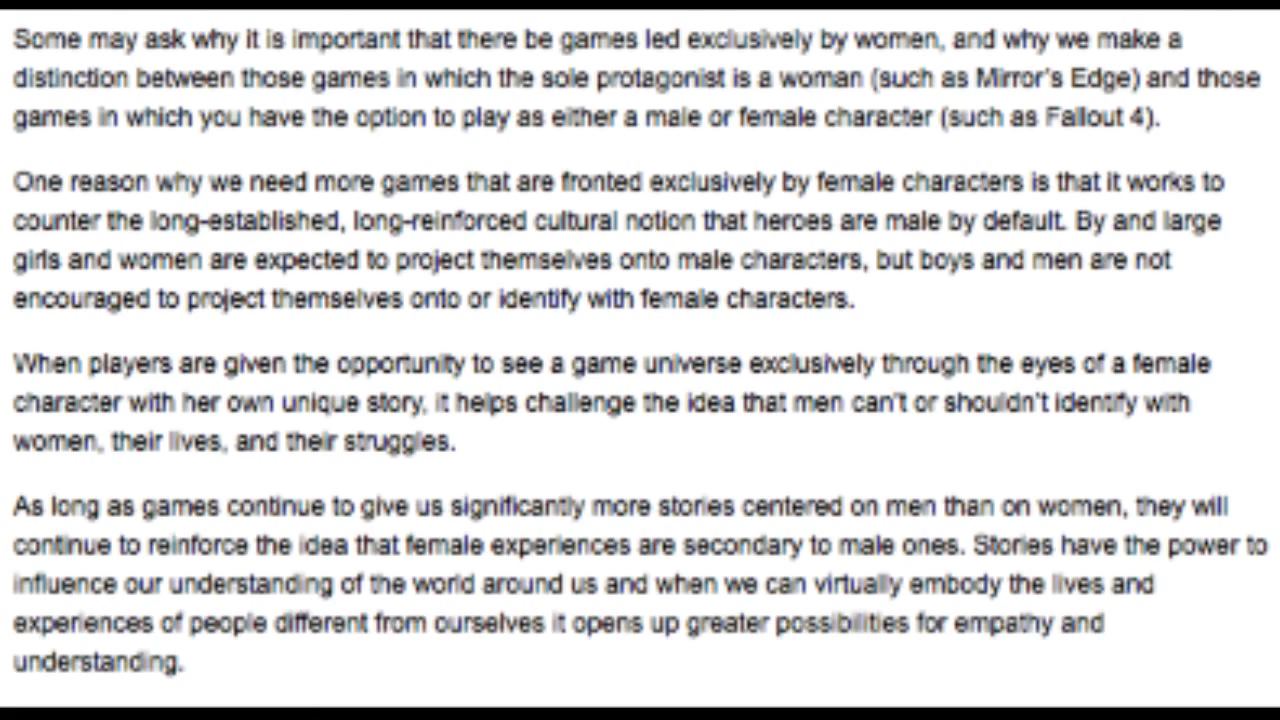 Some may ask why it is important that there be games led exclusively by women, and why we make a
distinction between those games in which the sole protagonist is a woman (such as Mirror's Edge) and those
games in which you have the option to play as either a male or female character (such as Fallout 4).
One reason why we need more games that are fronted exclusively by female characters is that it works to
counter the long-established, long-reinforced cultural notion that heroes are male by default. By and large
girls and women are expected to project themselves onto male characters, but boys and men are not
encouraged to project themselves onto or identify with female characters.
When players are given the opportunity to see a game universe exclusively through the eyes of a female
character with her own unique story, it helps challenge the idea that men can't or shouldn't identify with
women, their lives, and their struggles.
As long as games continue to give us significantly more stories centered on men than on women, they will
continue to reinforce the idea that female experiences are secondary to male ones. Stories have the power to
influence our understanding of the world around us and when we can virtually embody the lives and
experiences of people different from ourselves it opens up greater possibilities for empathy and
understanding.